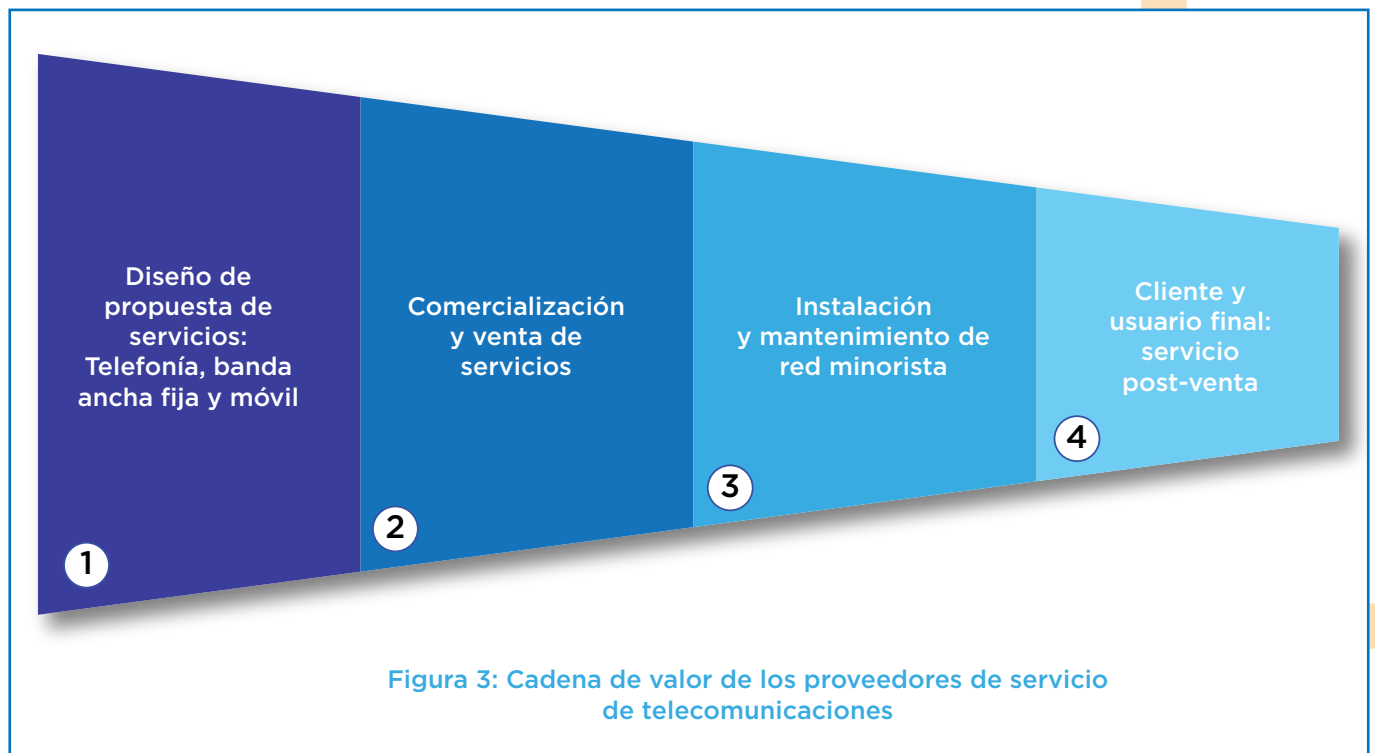 Diseño de
propuesta de
servicios:
Telefonía, banda
ancha fija y móvil
1
Comercialización
y venta de
servicios
2
Instalación
y mantenimiento de
red minorista
3
Cliente y
usuario final:
servicio
post-venta
4
Figura 3: Cadena de valor de los proveedores de servicio
de telecomunicaciones